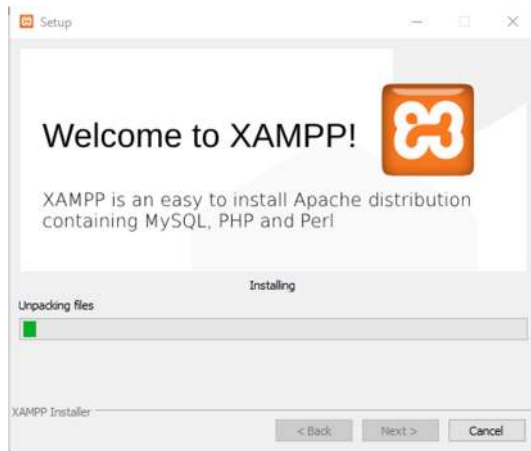 Setup
Welcome to XAMPP!
XAMPP is an easy to install Apache distribution
containing MySQL, PHP and Perl
Installing
Unpacking files
XAMPP Installer
< Back
Next >
Cancel